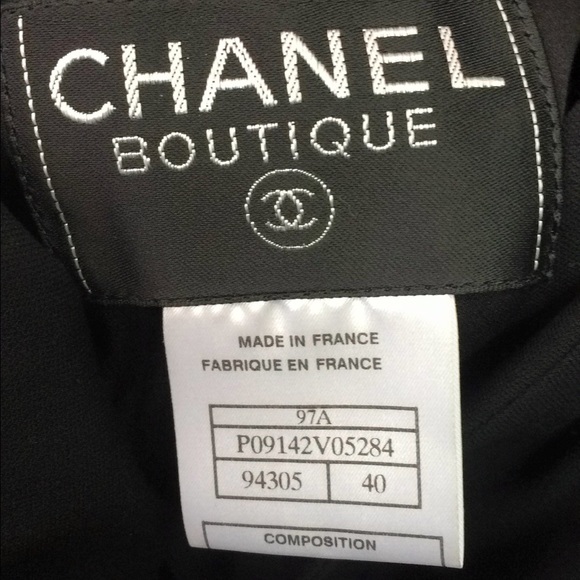 CHANEL
BOUTIQUE
MADE IN FRANCE
FABRIQUE EN FRANCE
97A
P09142V05284
94305 40
COMPOSITION